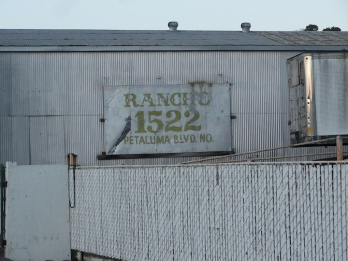 RANCHO
1522
PETALUMA BLVD. NO.